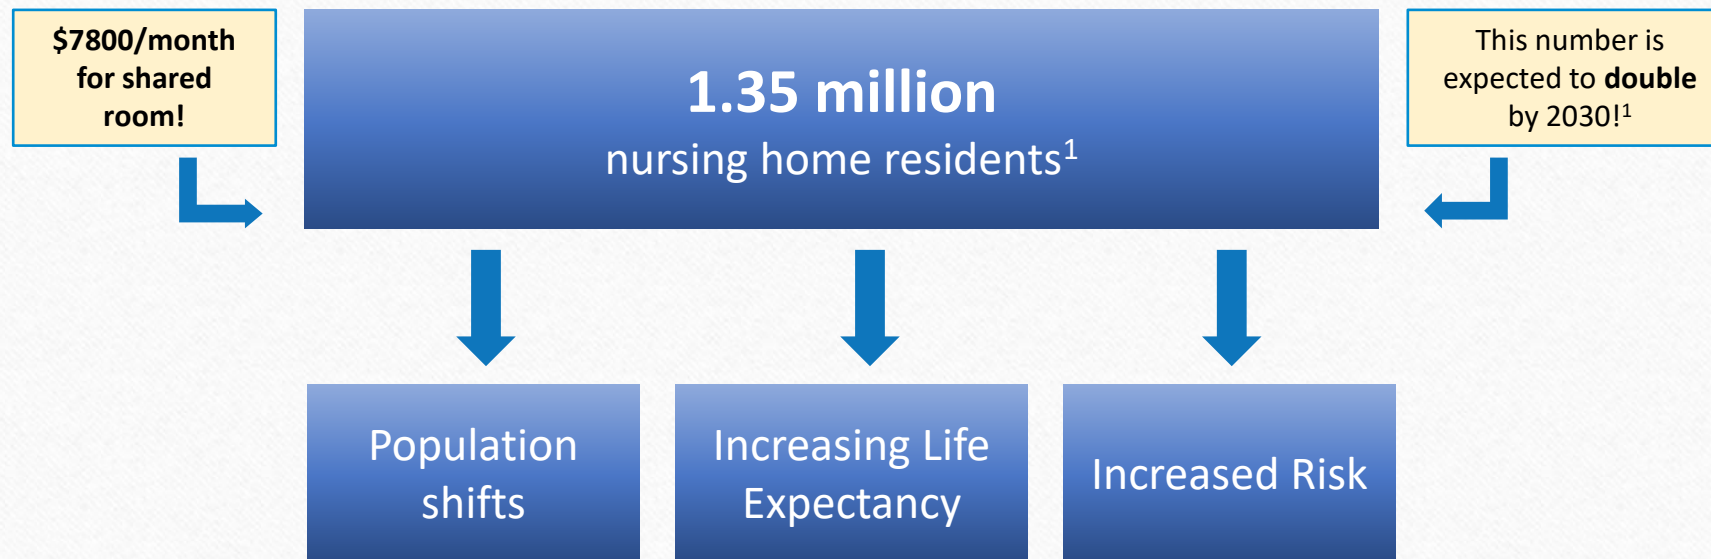 $7800/month
for shared
room!
1.35 million
nursing home residents¹
This number is
expected to double
by 2030!¹
Population
shifts
Increasing Life
Expectancy
Increased Risk